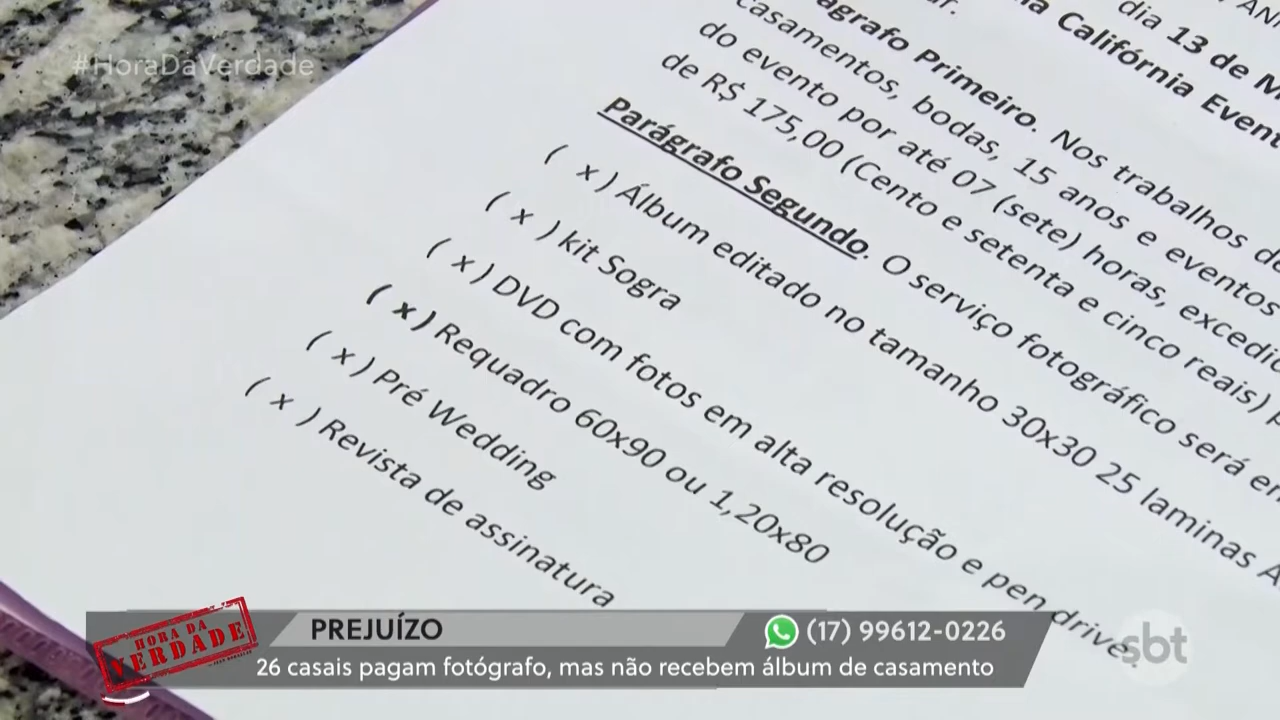 #HoraDaVerdade
dia 13 de M
na Califórnia Event
ágrafo Primeiro. Nos trabalhos de
casamentos, bodas, 15 anos e eventos
do evento por até 07 (sete) horas, excedi
de R$ 175,00 (Cento e setenta e cinco reais) p
Parágrafo Segundo. O serviço fotográfico será en
( x ) Álbum editado no tamanho 30x30 25 laminas A
( x ) kit Sogra
( x ) DVD com fotos em alta resolução e pen drive.
( x ) Requadro 60x90 ou 1,20x80
( x ) Pré Wedding
( x ) Revista de assinatura
HORA DA
VERDADE
PREJUÍZO
(17) 99612-0226
26 casais pagam fotógrafo, mas não recebem álbum de casamento
sbt